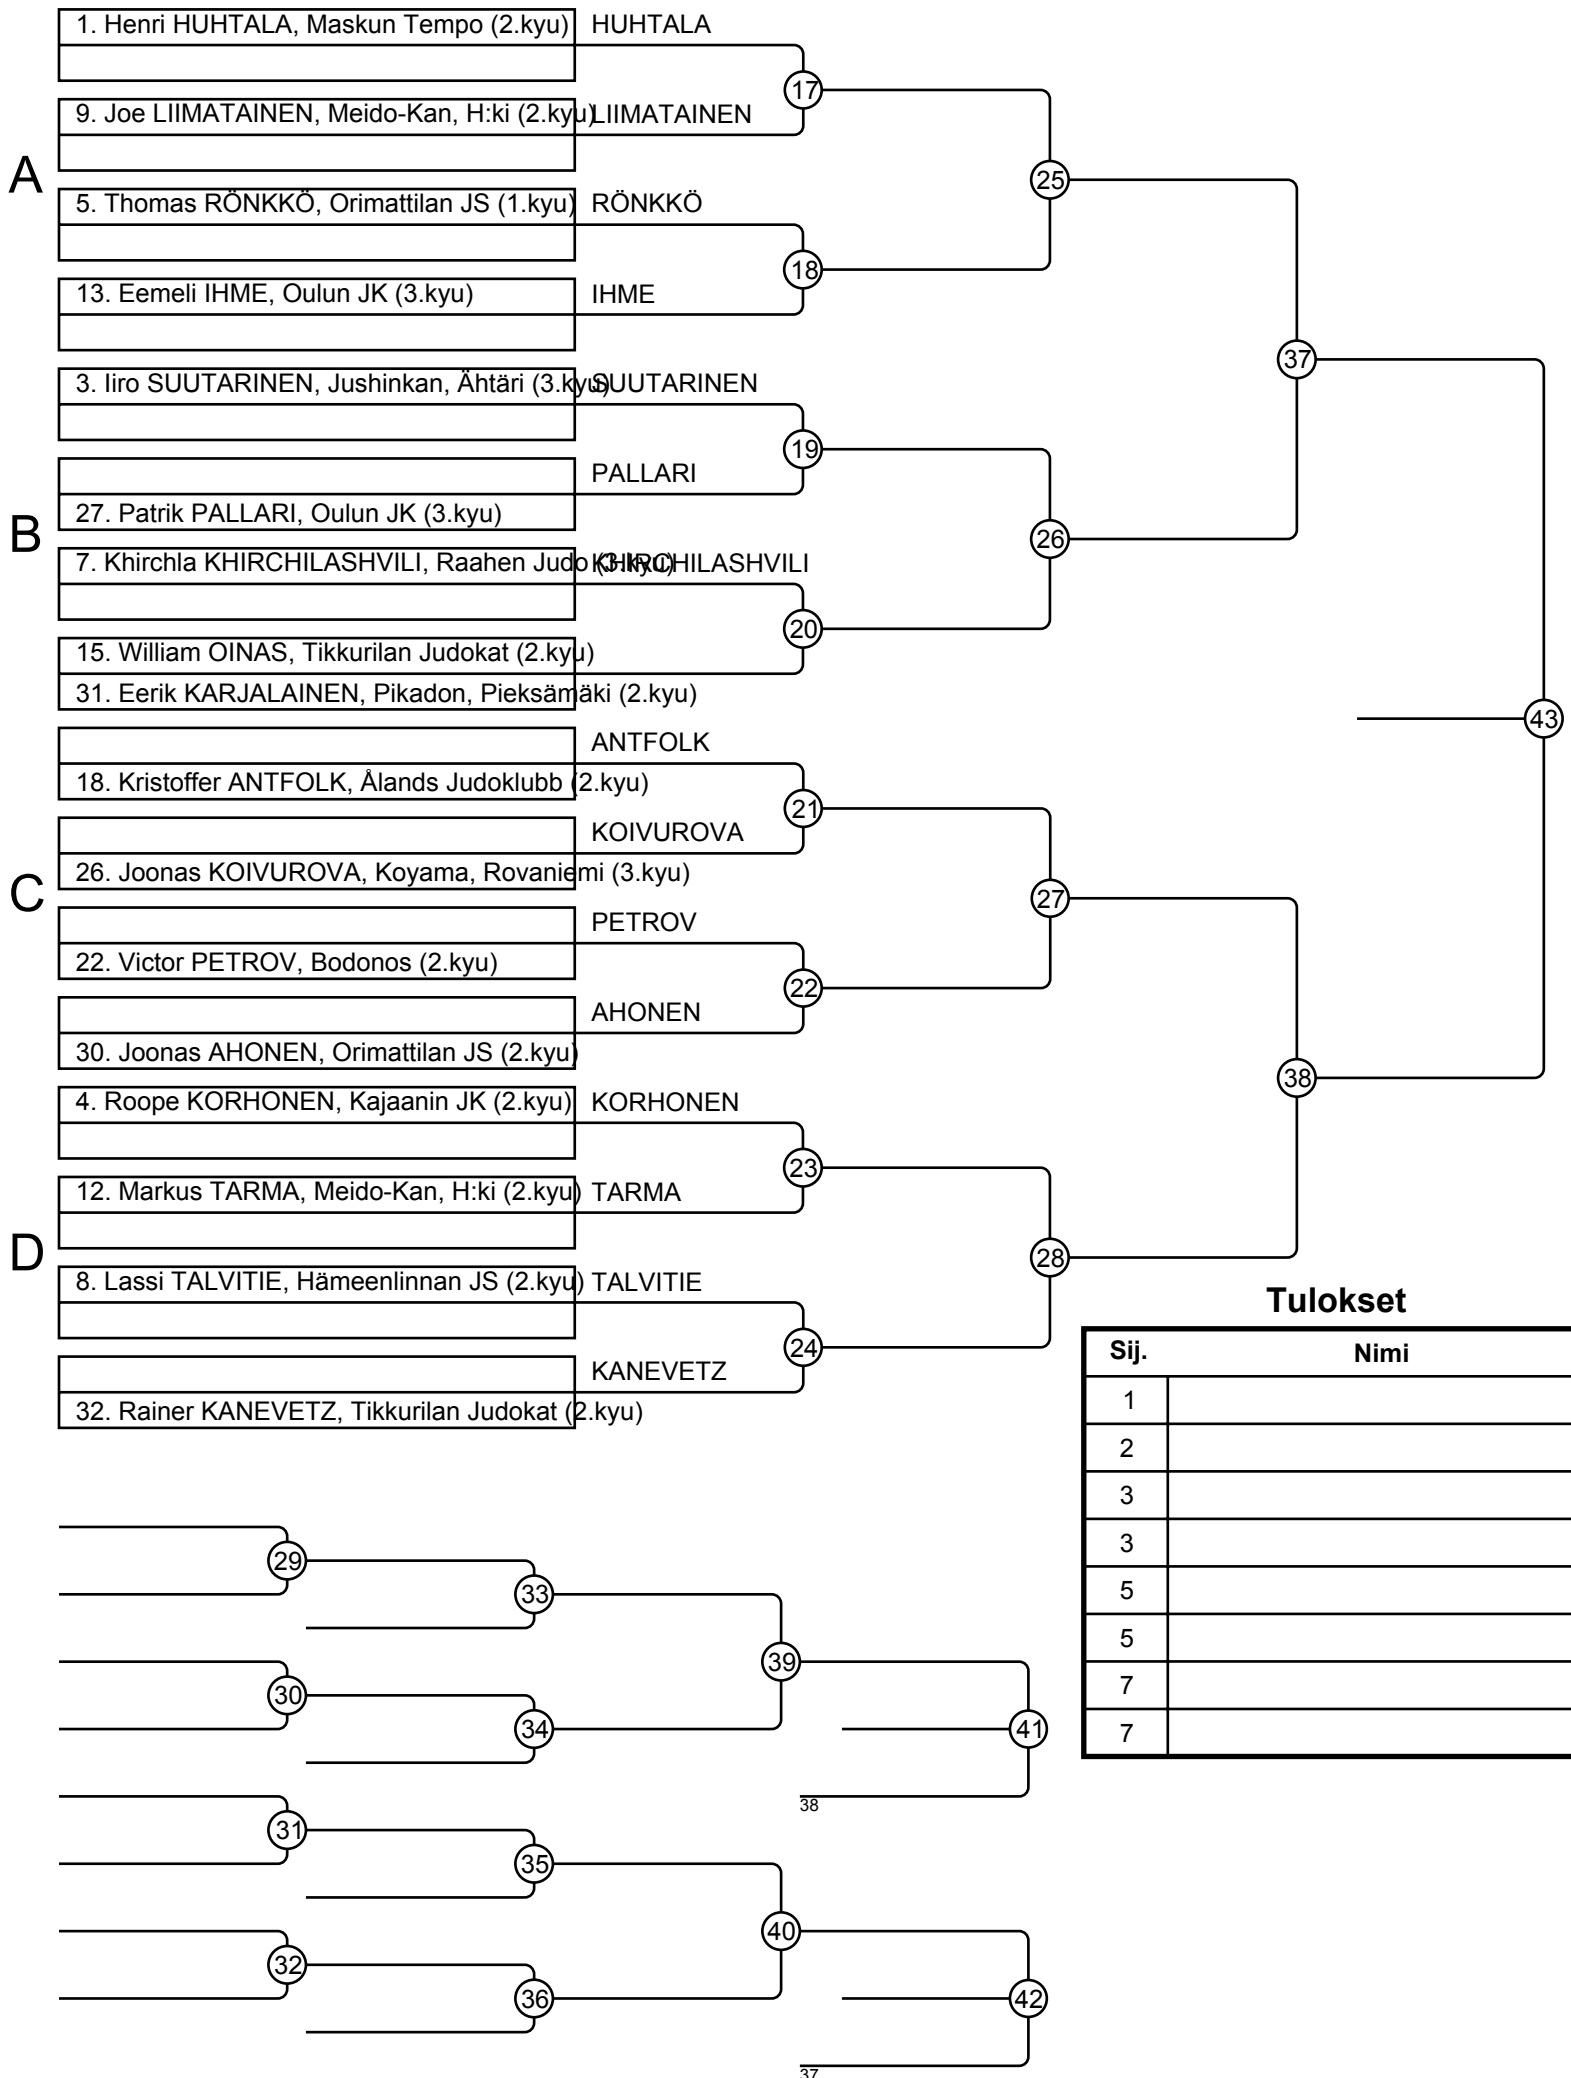 1. Henri HUHTALA, Maskun Tempo (2.kyu)
HUHTALA
17
9. Joe LIIMATAINEN, Meido-Kan, H:ki (2.kyu)
LIIMATAINEN
A
25
5. Thomas RÖNKKÖ, Orimattilan JS (1.kyu)
RÖNKKÖ
18
13. Eemeli IHME, Oulun JK (3.kyu)
IHME
37
3. Iiro SUUTARINEN, Jushinkan, Ähtäri (3.kyu)
SUUTARINEN
19
PALLARI
27. Patrik PALLARI, Oulun JK (3.kyu)
B
26
7. Khirchla KHIRCHILASHVILI, Raahen Judo (3.kyu)
KHIRCHILASHVILI
20
15. William OINAS, Tikkurilan Judokat (2.kyu)
31. Eerik KARJALAINEN, Pikadon, Pieksämäki (2.kyu)
43
ANTFOLK
18. Kristoffer ANTFOLK, Ålands Judoklubb (2.kyu)
21
KOIVUROVA
26. Joonas KOIVUROVA, Koyama, Rovaniemi (3.kyu)
C
27
PETROV
22. Victor PETROV, Bodonos (2.kyu)
22
AHONEN
30. Joonas AHONEN, Orimattilan JS (2.kyu)
38
4. Roope KORHONEN, Kajaanin JK (2.kyu)
KORHONEN
23
12. Markus TARMA, Meido-Kan, H:ki (2.kyu)
TARMA
D
28
8. Lassi TALVITIE, Hämeenlinnan JS (2.kyu)
TALVITIE
24
KANEVETZ
32. Rainer KANEVETZ, Tikkurilan Judokat (2.kyu)
Tulokset
Sij. Nimi
1
2
3
3
5
5
7
7
29
33
39
30
34
41
38
31
35
40
32
36
42
37